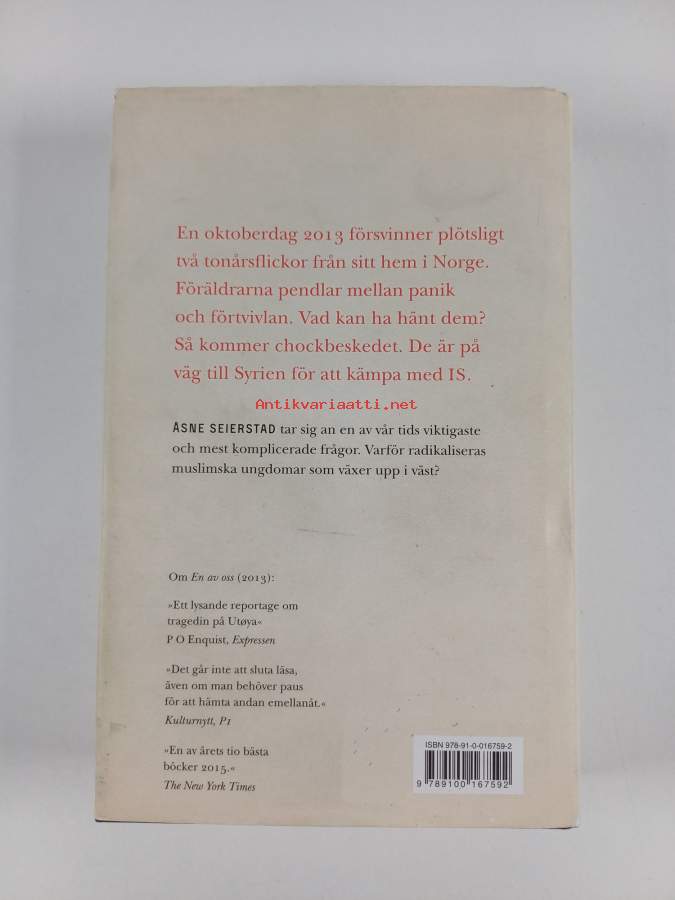 En oktoberdag 2013 försvinner plötsligt
två tonårsflickor från sitt hem i Norge.
Föräldrarna pendlar mellan panik
och förtvivlan. Vad kan ha hänt dem?
Så kommer chockbeskedet. De är på
väg till Syrien för att kämpa med IS.
Antikvariaatti.net
ÅSNE SEIERSTAD tar sig an en av vår tids viktigaste
och mest komplicerade frågor. Varför radikaliseras
muslimska ungdomar som växer upp i väst?
Om En av oss (2013):
»Ett lysande reportage om
tragedin på Utøya«
P O Enquist, Expressen
»Det går inte att sluta läsa,
även om man behöver paus
för att hämta andan emellanåt.«
Kulturnytt, P1
»En av årets tio bästa
böcker 2015.«
The New York Times
ISBN 978-91-0-016759-2
9 789100 167592